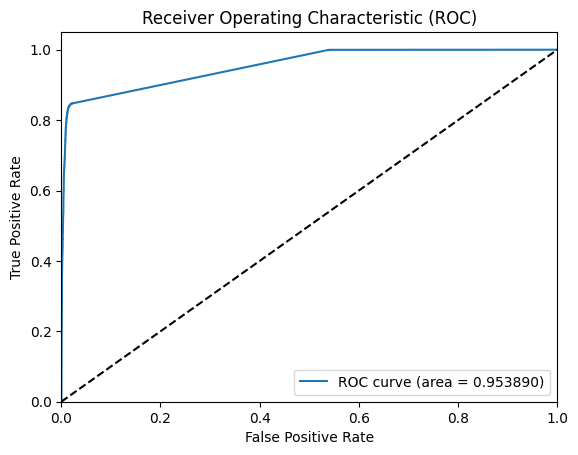 Receiver Operating Characteristic (ROC)
1.0
0.8
0.6
0.4
0.2
0.0
True Positive Rate
ROC curve (area = 0.953890)
0.0 0.2 0.4 0.6 0.8 1.0
False Positive Rate